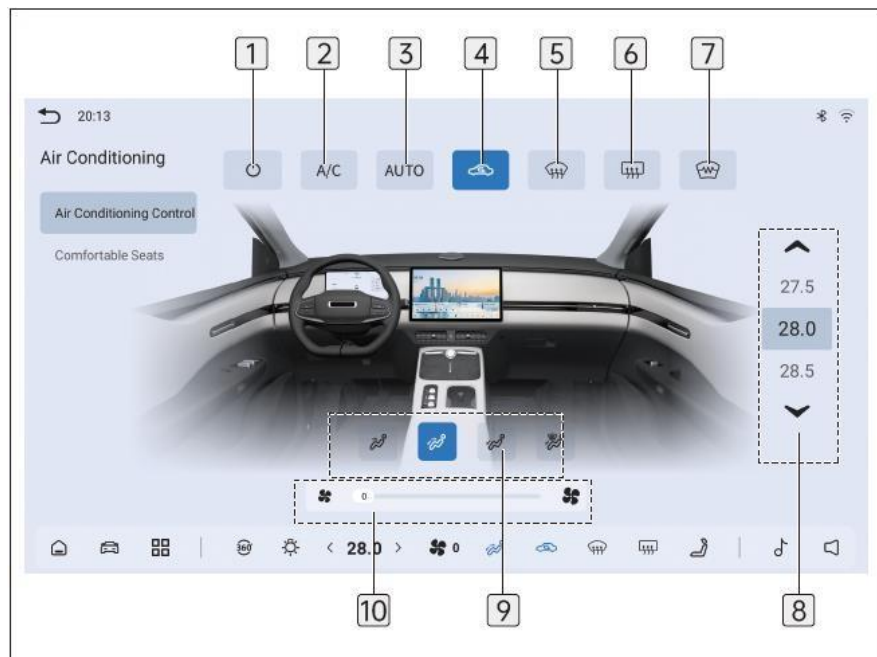 1 2 3 4 5 6 7
20:13
Air Conditioning
A/C AUTO
Air Conditioning Control
Comfortable Seats
27.5
28.0
28.5
0
360 < 28.0 > 0
10 9 8